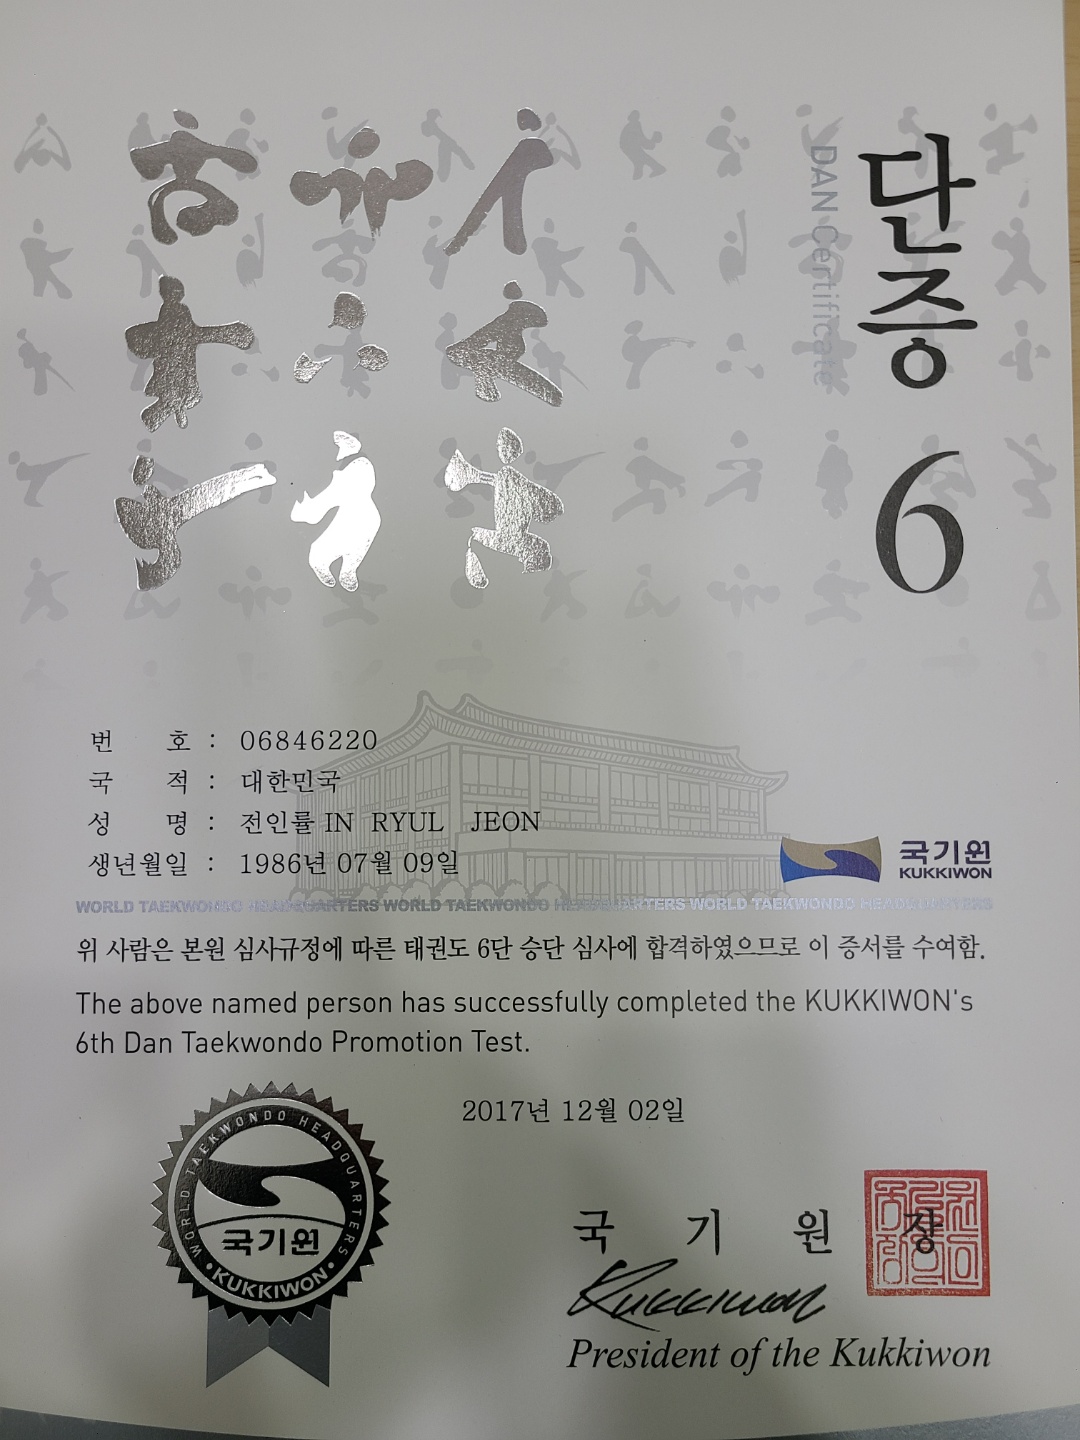 단증
DAN Certificate
6
번 호 : 06846220
국 적 : 대한민국
성 명 : 전인률 IN RYUL JEON
생년월일 : 1986년 07월 09일
국기원
KUKKIWON
WORLD TAEKWONDO HEADQUARTERS WORLD TAEKWONDO HEADQUARTERS WORLD TAEKWONDO HEADQUARTERS
위 사람은 본원 심사규정에 따른 태권도 6단 승단 심사에 합격하였으므로 이 증서를 수여함.
The above named person has successfully completed the KUKKIWON's
6th Dan Taekwondo Promotion Test.
2017년 12월 02일
WORLD TAEKWONDO HEADQUARTERS
국기원
KUKKIWON
국 기 원 장
Kukkiwon
President of the Kukkiwon